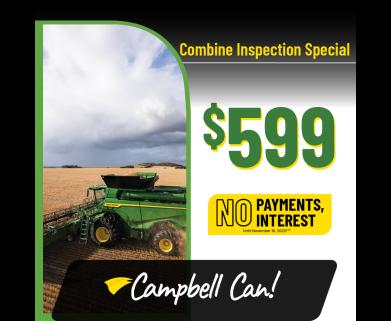 Combine Inspection Special
$599
NO PAYMENTS,
INTEREST
Campbell Can!